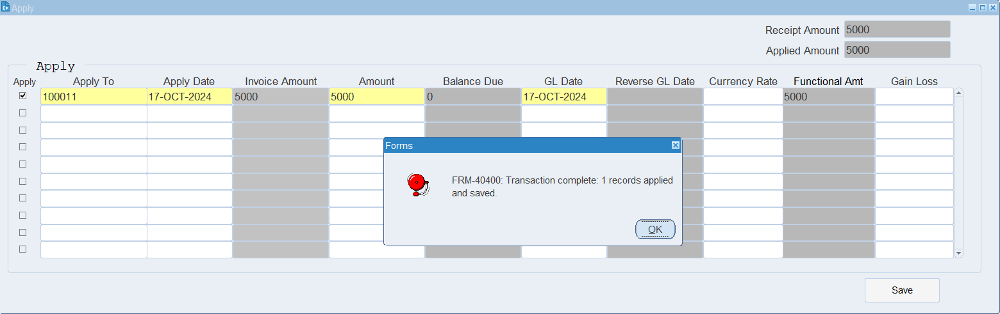 Apply
Receipt Amount 5000
Applied Amount 5000
Apply
Apply Apply To Apply Date Invoice Amount Amount Balance Due GL Date Reverse GL Date Currency Rate Functional Amt Gain Loss
100011 17-OCT-2024 5000 5000 0 17-OCT-2024 5000
Forms
FRM-40400: Transaction complete: 1 records applied
and saved.
OK
Save